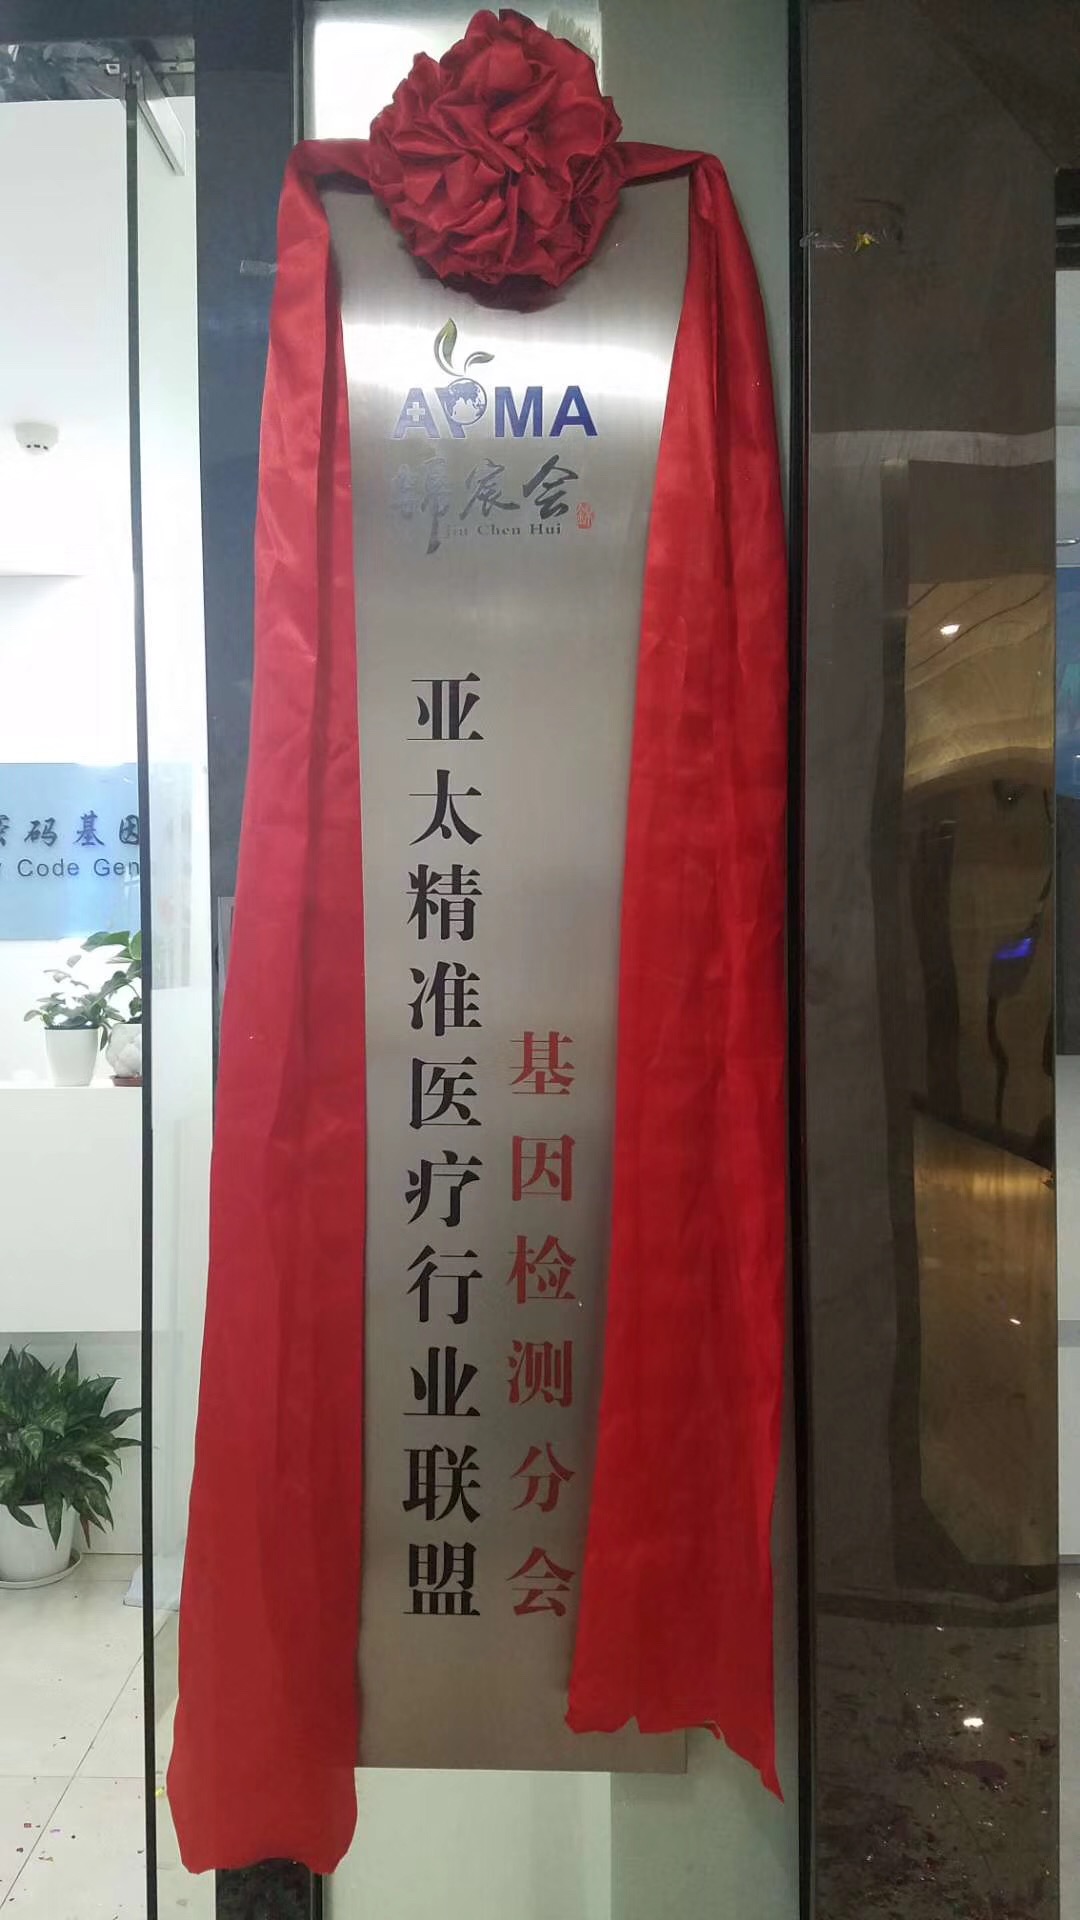 APMA
锦宸会
Jin Chen Hui
亚太精准医疗行业联盟
基因检测分会
码基因
Code Gen